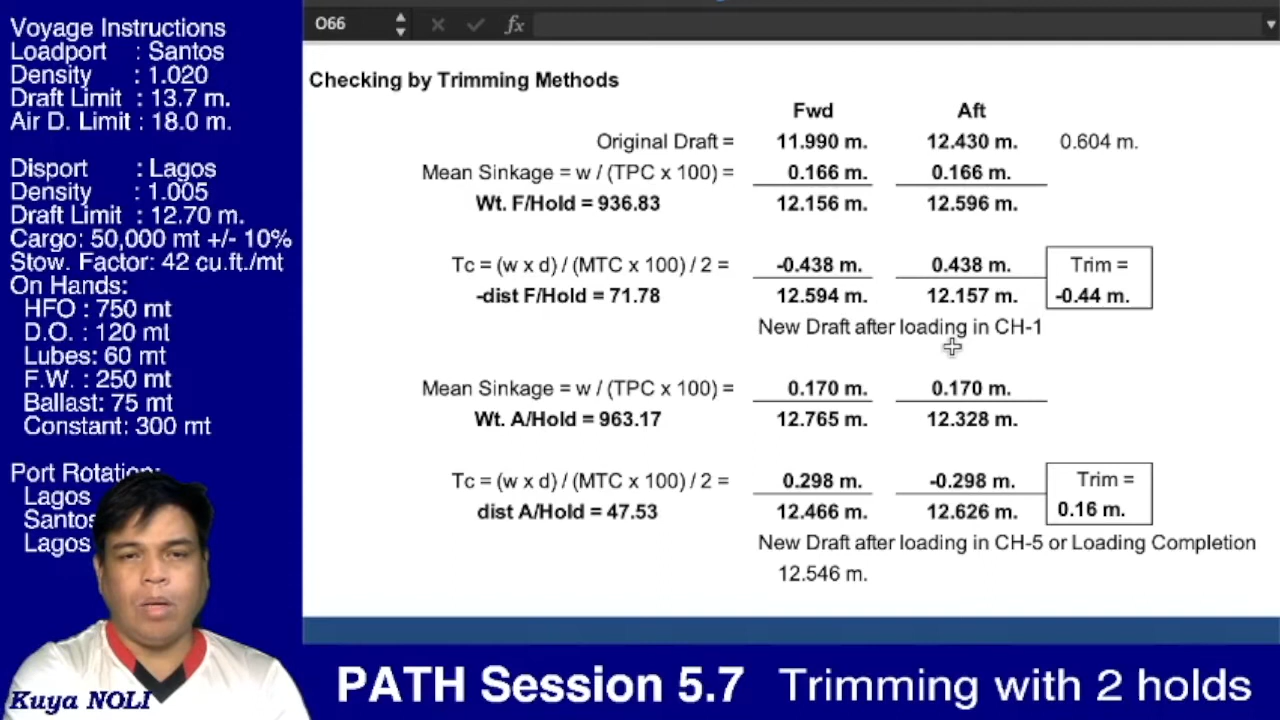 Voyage Instructions
Loadport : Santos
Density : 1.020
Draft Limit : 13.7 m.
Air D. Limit : 18.0 m.
Disport : Lagos
Density : 1.005
Draft Limit : 12.70 m.
Cargo: 50,000 mt +/- 10%
Stow. Factor: 42 cu.ft./mt
On Hands:
HFO : 750 mt
D.O. : 120 mt
Lubes: 60 mt
F.W. : 250 mt
Ballast: 75 mt
Constant: 300 mt
Port Rotation:
Lagos
Santos
Lagos
Kuya NOLI
O66 fx
Checking by Trimming Methods
Fwd Aft
Original Draft = 11.990 m. 12.430 m. 0.604 m.
Mean Sinkage = w / (TPC x 100) = 0.166 m. 0.166 m.
Wt. F/Hold = 936.83 12.156 m. 12.596 m.
Tc = (w x d) / (MTC x 100) / 2 = -0.438 m. 0.438 m. Trim =
-dist F/Hold = 71.78 12.594 m. 12.157 m. -0.44 m.
New Draft after loading in CH-1
Mean Sinkage = w / (TPC x 100) = 0.170 m. 0.170 m.
Wt. A/Hold = 963.17 12.765 m. 12.328 m.
Tc = (w x d) / (MTC x 100) / 2 = 0.298 m. -0.298 m. Trim =
dist A/Hold = 47.53 12.466 m. 12.626 m. 0.16 m.
New Draft after loading in CH-5 or Loading Completion
12.546 m.
PATH Session 5.7 Trimming with 2 holds